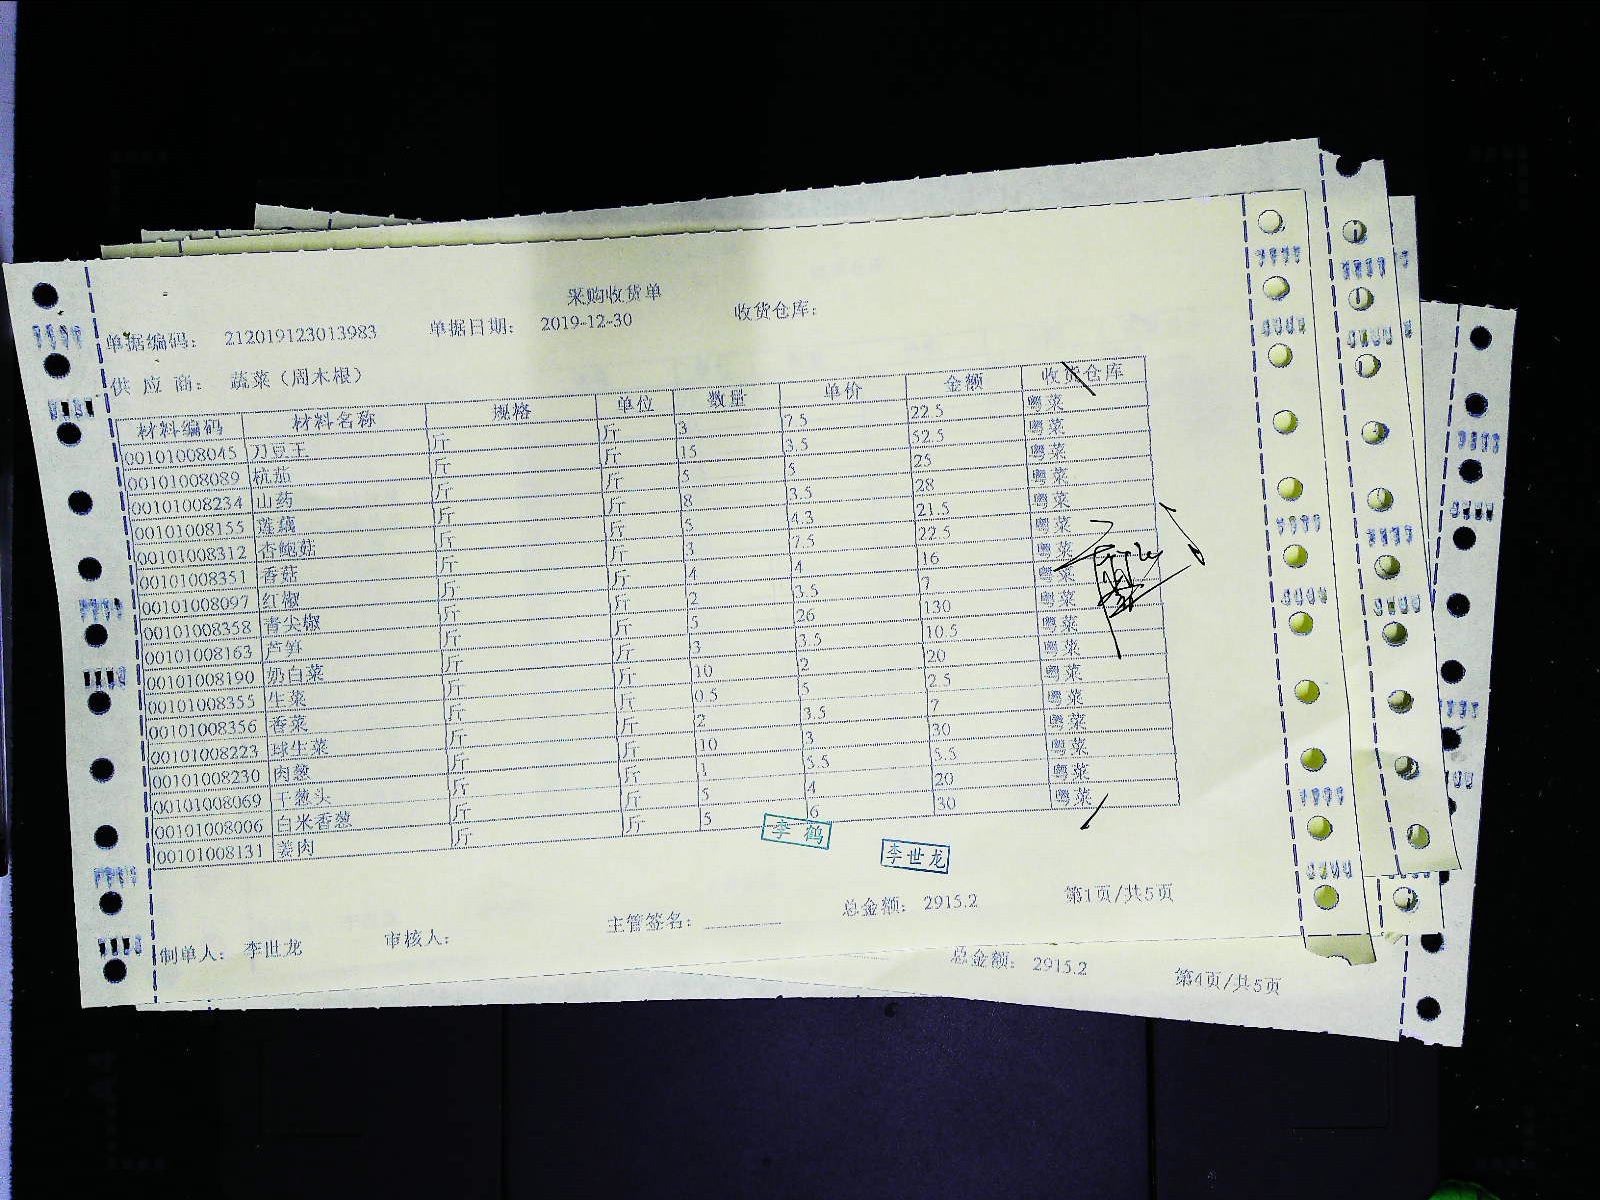 采购收货单
单据编码: 212019123013983 单据日期: 2019-12-30 收货仓库:
供应商: 蔬菜（周木根）
材料编码 材料名称 规格 单位 数量 单价 金额 收货仓库
00101008045 刀豆王 斤 斤 3 7.5 22.5 粤菜
00101008089 杭茄 斤 斤 15 3.5 52.5 粤菜
00101008234 山药 斤 斤 5 5 25 粤菜
00101008155 莲藕 斤 斤 8 3.5 28 粤菜
00101008312 杏鲍菇 斤 斤 5 4.3 21.5 粤菜
00101008351 香菇 斤 斤 3 7.5 22.5 粤菜
00101008097 红椒 斤 斤 4 4 16 粤菜
00101008358 青尖椒 斤 斤 2 3.5 7 粤菜
00101008163 芦笋 斤 斤 5 26 130 粤菜
00101008190 奶白菜 斤 斤 3 3.5 10.5 粤菜
00101008355 生菜 斤 斤 10 2 20 粤菜
00101008356 香菜 斤 斤 0.5 5 2.5 粤菜
00101008223 球生菜 斤 斤 2 3.5 7 粤菜
00101008230 肉葱 斤 斤 10 3 30 粤菜
00101008069 干葱头 斤 斤 1 5.5 5.5 粤菜
00101008006 白米香葱 斤 斤 5 4 20 粤菜
00101008131 姜肉 斤 斤 5 6 30 粤菜
李鹤
李世龙
制单人: 李世龙 审核人: 主管签名: 总金额: 2915.2 第1页/共5页
总金额: 2915.2 第4页/共5页